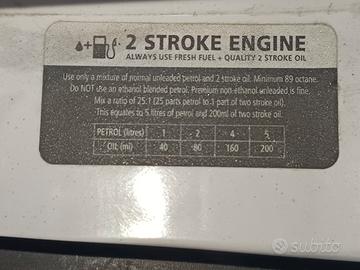 2 STROKE ENGINE
ALWAYS USE FRESH FUEL + QUALITY 2 STROKE OIL
Use only a mixture of normal unleaded petrol and 2 stroke oil. Minimum 89 octane.
Do NOT use an ethanol blended petrol. Premium non-ethanol unleaded is fine.
Mix a ratio of 25:1 (25 parts petrol to 1 part of two stroke oil).
This equates to 5 litres of petrol and 200ml of two stroke oil.
PETROL (litres) 1 2 4 5
OIL (ml) 40 80 160 200
subito